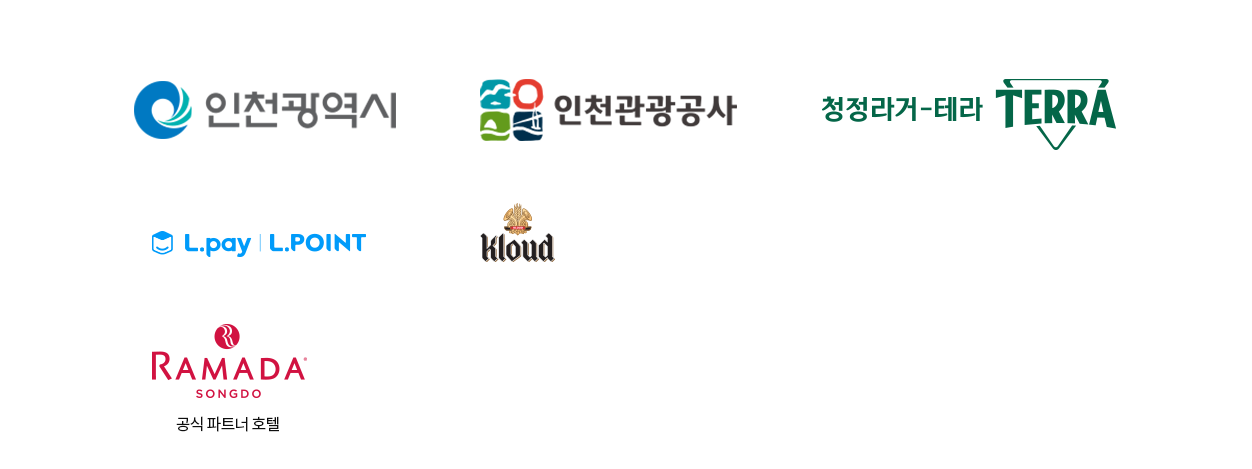 인천광역시
인천관광공사
청정라거-테라 TERRA
L.pay | L.POINT
Kloud
RAMADA®
SONGDO
공식 파트너 호텔